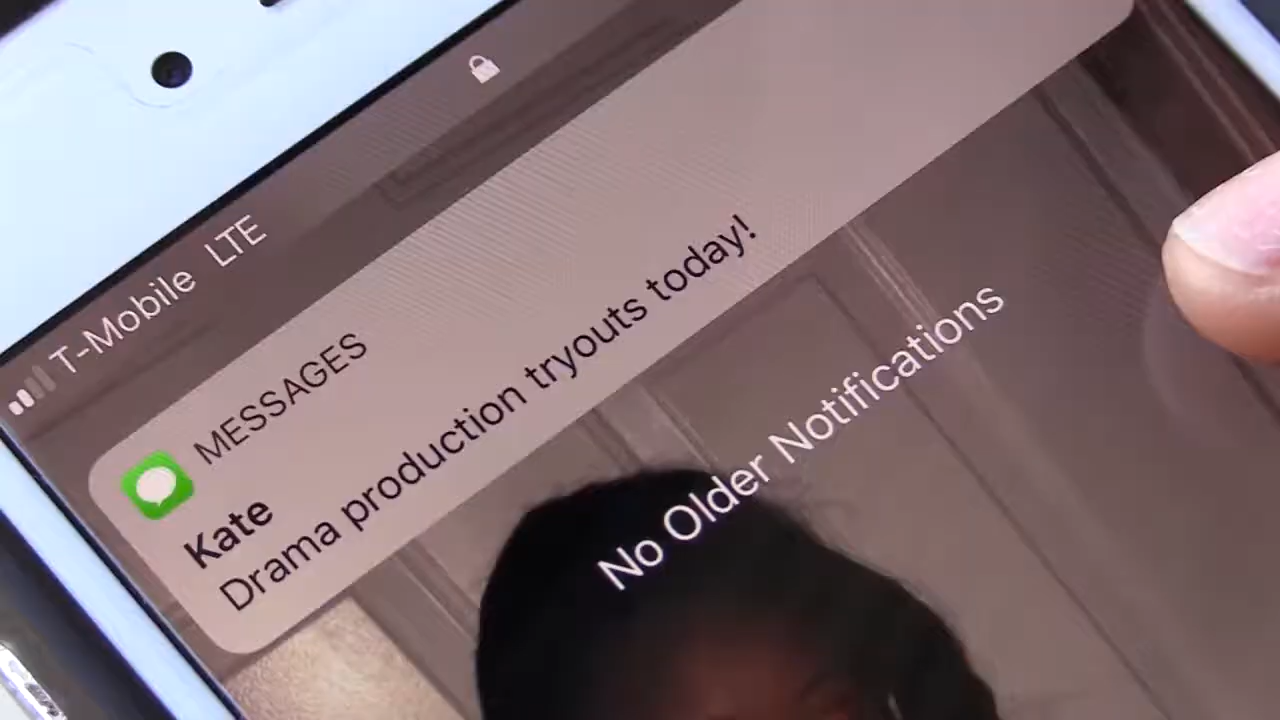 T-Mobile LTE
MESSAGES
Kate
Drama production tryouts today!
No Older Notifications